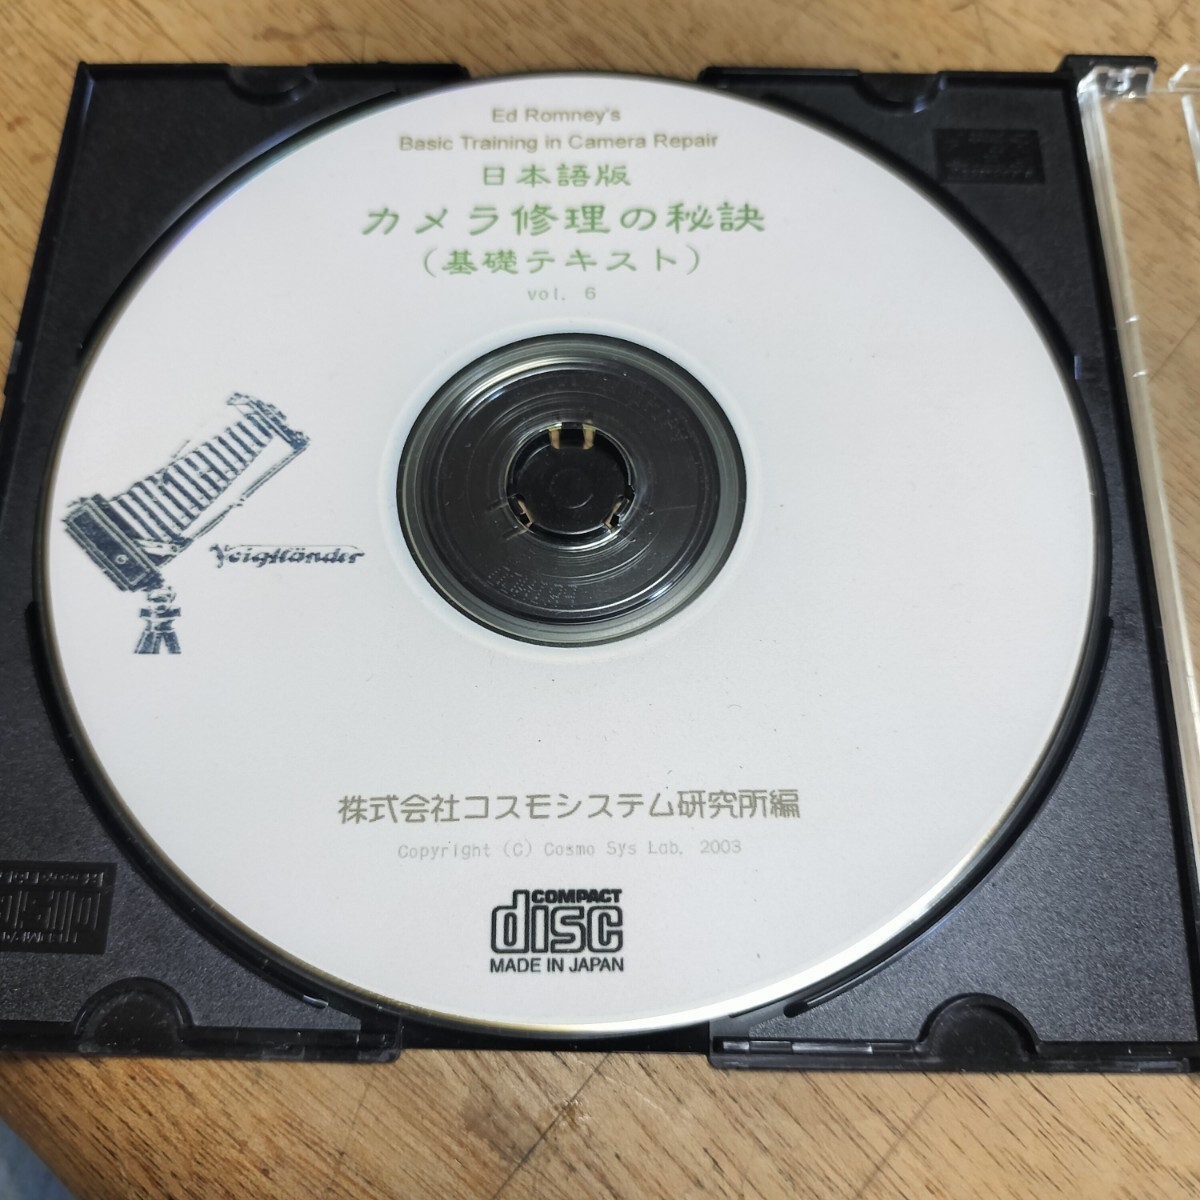 Ed Romney's
Basic Training in Camera Repair
日本語版
カメラ修理の秘訣
(基礎テキスト)
vol. 6
Voigtländer
株式会社コスモシステム研究所編
Copyright (C) Cosmo Sys Lab. 2003
COMPACT
disc
MADE IN JAPAN